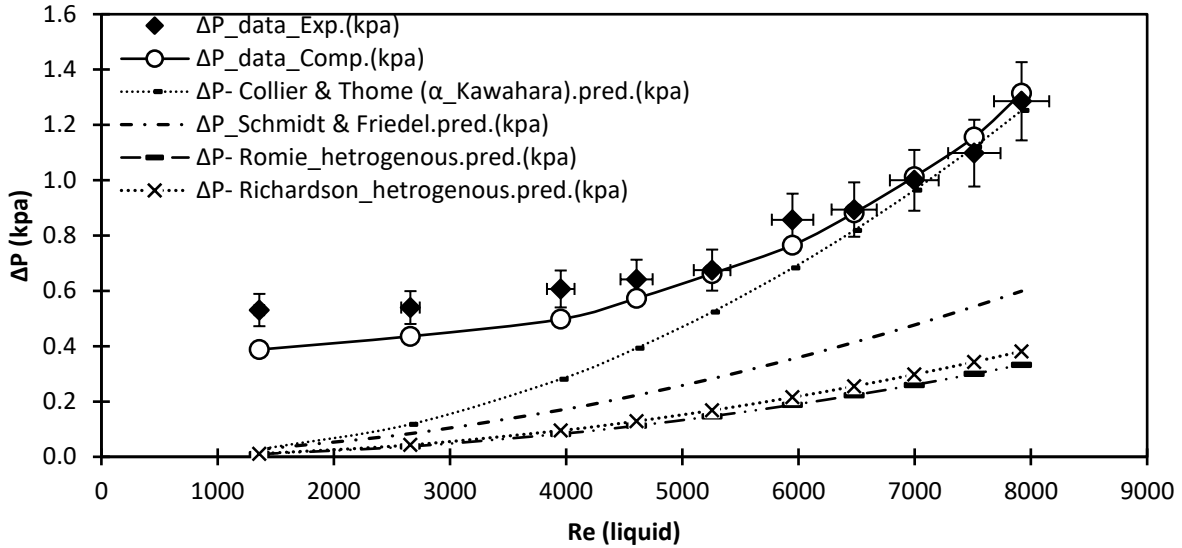 1.6
1.4
1.2
1.0
0.8
0.6
0.4
0.2
0.0
ΔP (kpa)
ΔP_data_Exp.(kpa)
ΔP_data_Comp.(kpa)
ΔP- Collier & Thome (α_Kawahara).pred.(kpa)
ΔP_Schmidt & Friedel.pred.(kpa)
ΔP- Romie_hetrogenous.pred.(kpa)
ΔP- Richardson_hetrogenous.pred.(kpa)
0 1000 2000 3000 4000 5000 6000 7000 8000 9000
Re (liquid)